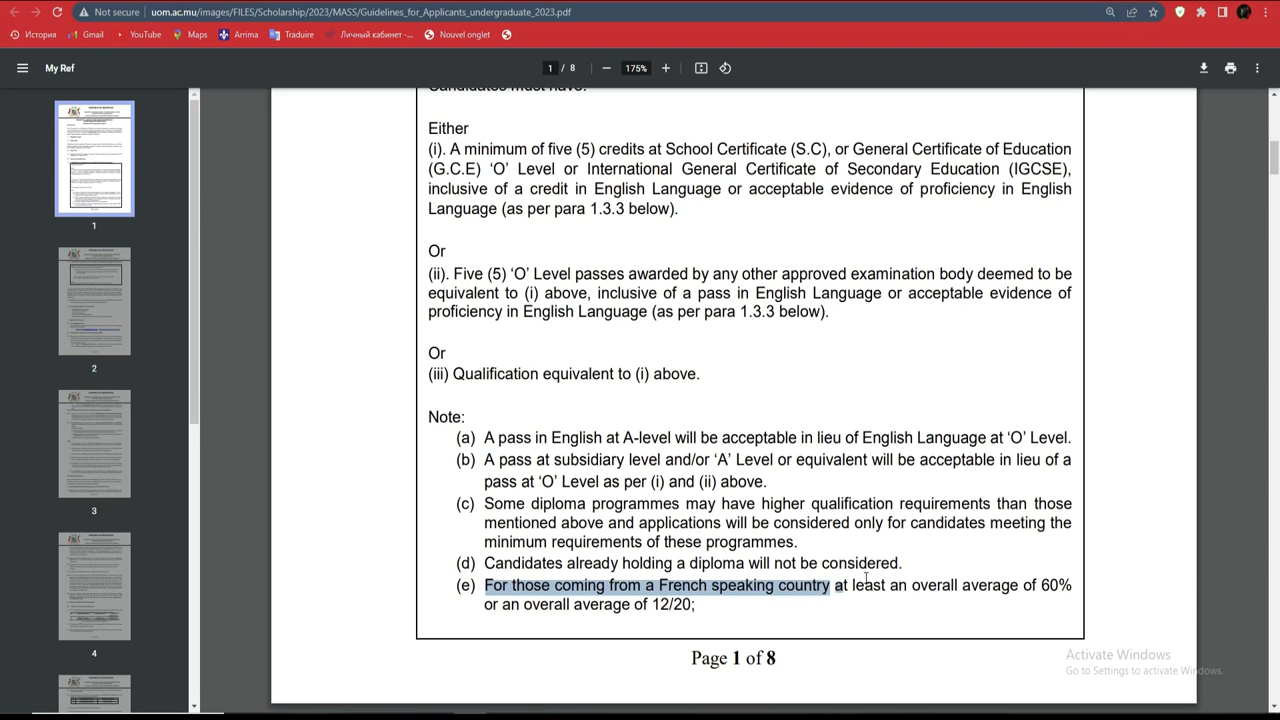 Not secure | uom.ac.mu/images/FILES/Scholarship/2023/MASS/Guidelines_for_Applicants_undergraduate_2023.pdf
История Gmail YouTube Maps Arrima Traduire Личный кабинет -... Nouvel onglet
My Ref 1 / 8 175%
Candidates must have:
Either
(i). A minimum of five (5) credits at School Certificate (S.C), or General Certificate of Education
(G.C.E) ‘O’ Level or International General Certificate of Secondary Education (IGCSE),
inclusive of a credit in English Language or acceptable evidence of proficiency in English
Language (as per para 1.3.3 below).
Or
(ii). Five (5) ‘O’ Level passes awarded by any other approved examination body deemed to be
equivalent to (i) above, inclusive of a pass in English Language or acceptable evidence of
proficiency in English Language (as per para 1.3.3 below).
Or
(iii) Qualification equivalent to (i) above.
Note:
(a) A pass in English at A-level will be acceptable in lieu of English Language at ‘O’ Level.
(b) A pass at subsidiary level and/or ‘A’ Level or equivalent will be acceptable in lieu of a
pass at ‘O’ Level as per (i) and (ii) above.
(c) Some diploma programmes may have higher qualification requirements than those
mentioned above and applications will be considered only for candidates meeting the
minimum requirements of these programmes.
(d) Candidates already holding a diploma will not be considered.
(e) For those coming from a French speaking country at least an overall average of 60%
or an overall average of 12/20;
Page 1 of 8
Activate Windows
Go to Settings to activate Windows.
1
2
3
4